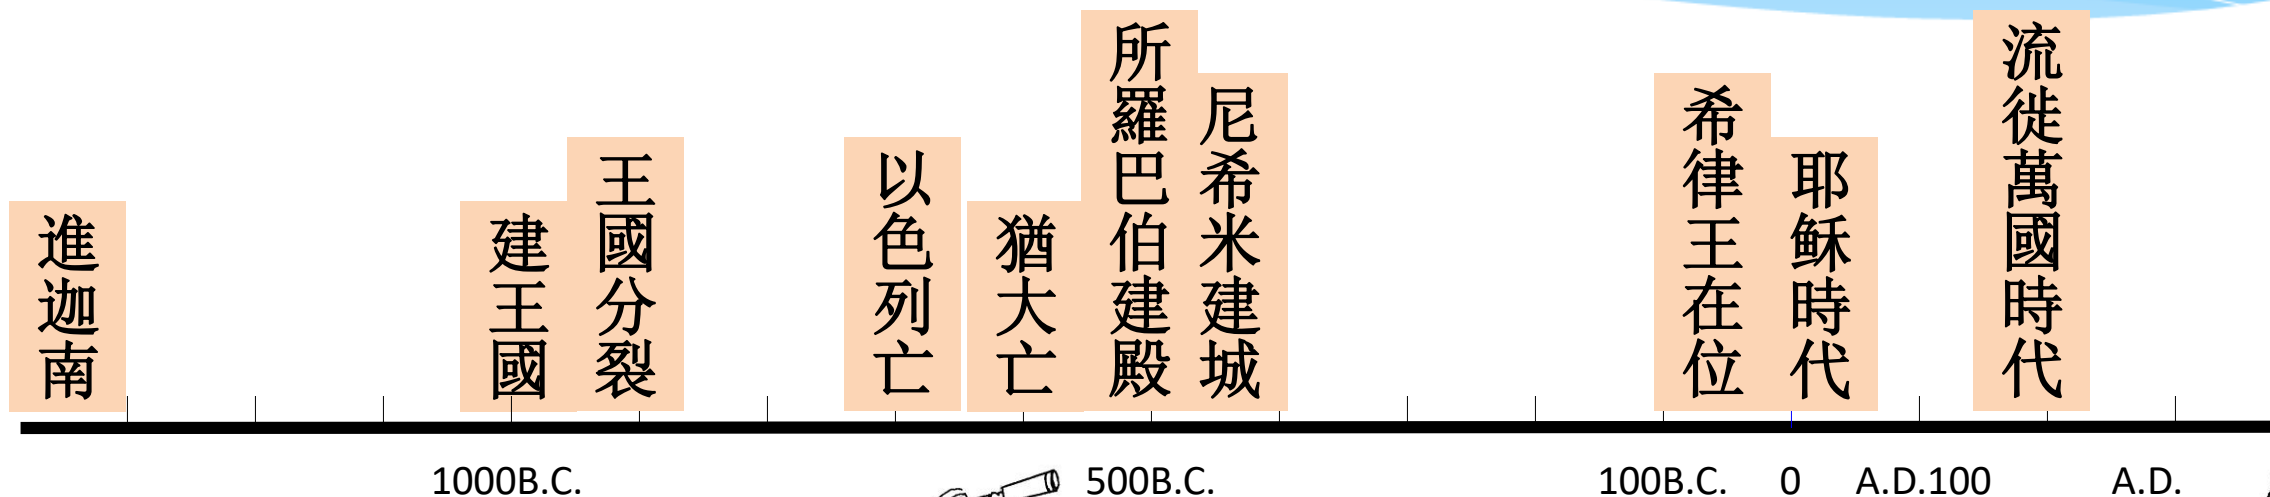 進迦南
建王國
王國分裂
以色列亡
猶大亡
所羅巴伯建殿
尼希米建城
希律王在位
耶穌時代
流徙萬國時代
1000B.C.
500B.C.
100B.C.
0
A.D.100
A.D.